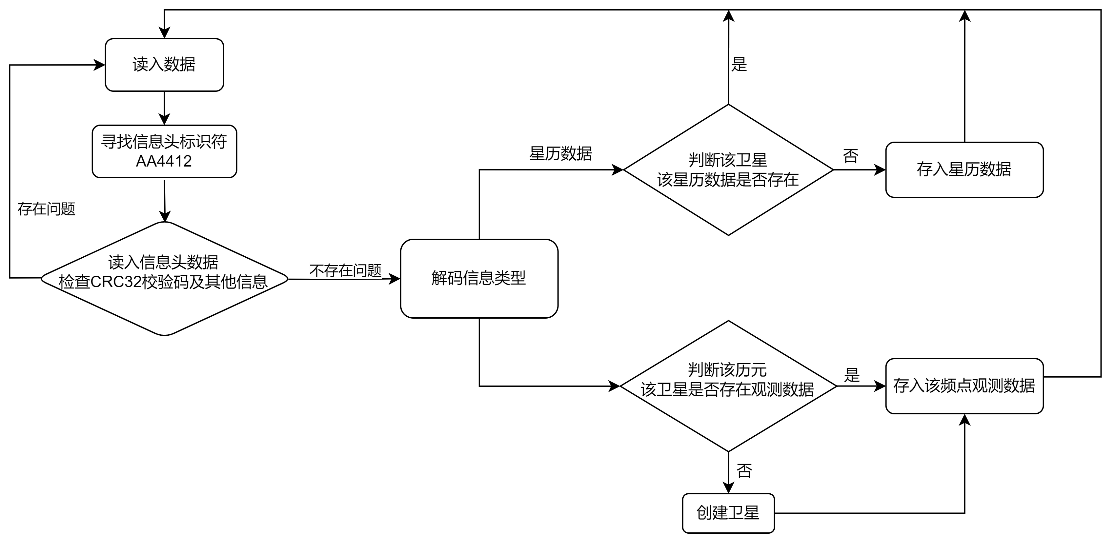 读入数据
寻找信息头标识符
AA4412
存在问题
读入信息头数据
检查CRC32校验码及其他信息
不存在问题
解码信息类型
星历数据
判断该卫星
该星历数据是否存在
是
否
存入星历数据
判断该历元
该卫星是否存在观测数据
是
存入该频点观测数据
否
创建卫星